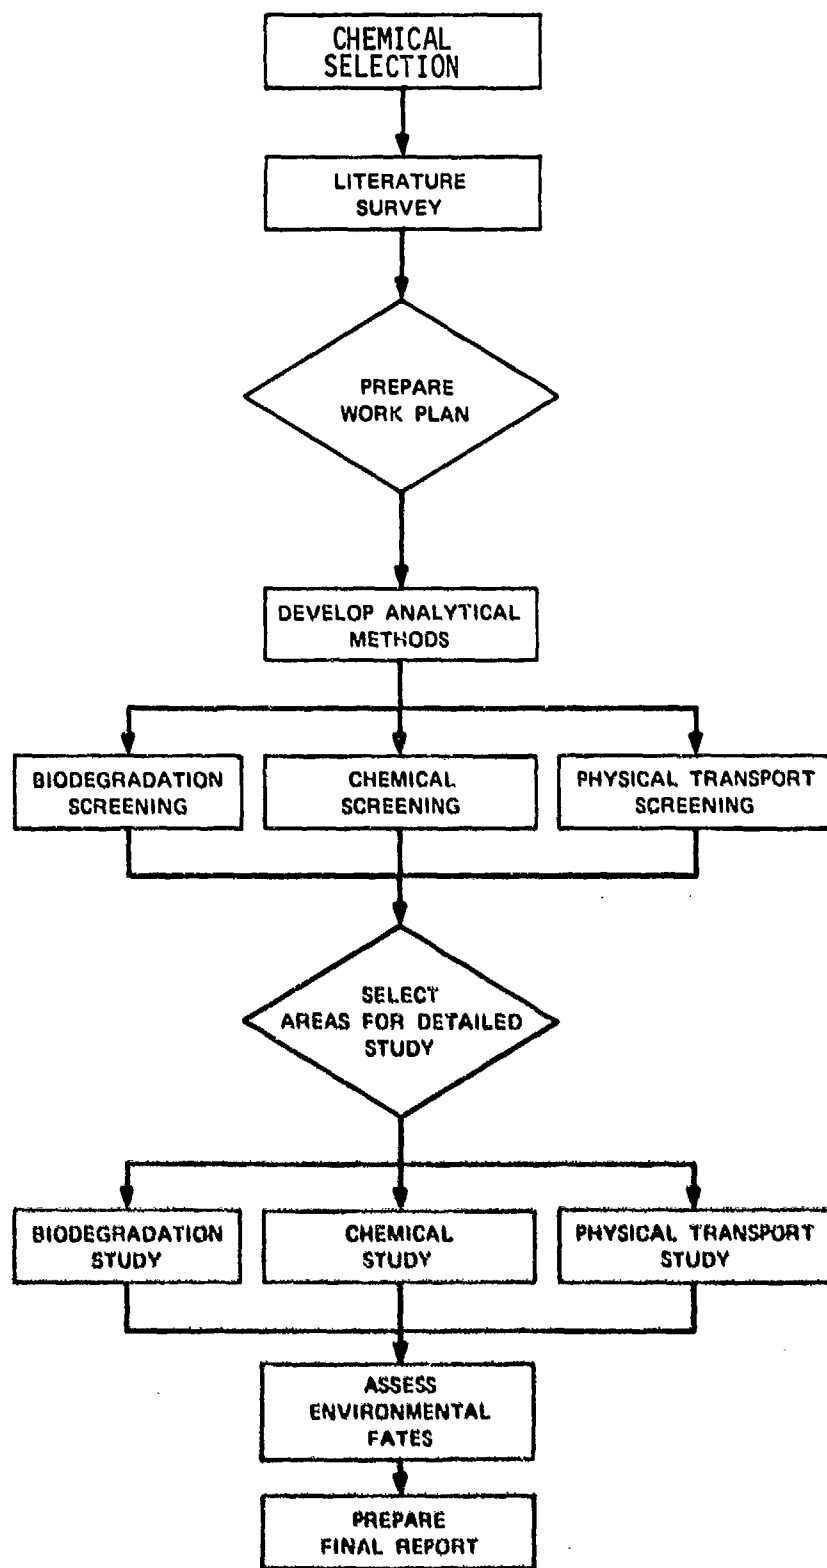 CHEMICAL
SELECTION
LITERATURE
SURVEY
PREPARE
WORK PLAN
DEVELOP ANALYTICAL
METHODS
BIODEGRADATION
SCREENING
CHEMICAL
SCREENING
PHYSICAL TRANSPORT
SCREENING
SELECT
AREAS FOR DETAILED
STUDY
BIODEGRADATION
STUDY
CHEMICAL
STUDY
PHYSICAL TRANSPORT
STUDY
ASSESS
ENVIRONMENTAL
FATES
PREPARE
FINAL REPORT